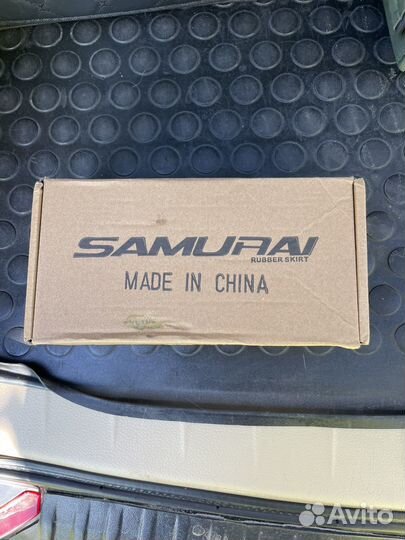 SAMURAI
RUBBER SKIRT
MADE IN CHINA
Avito